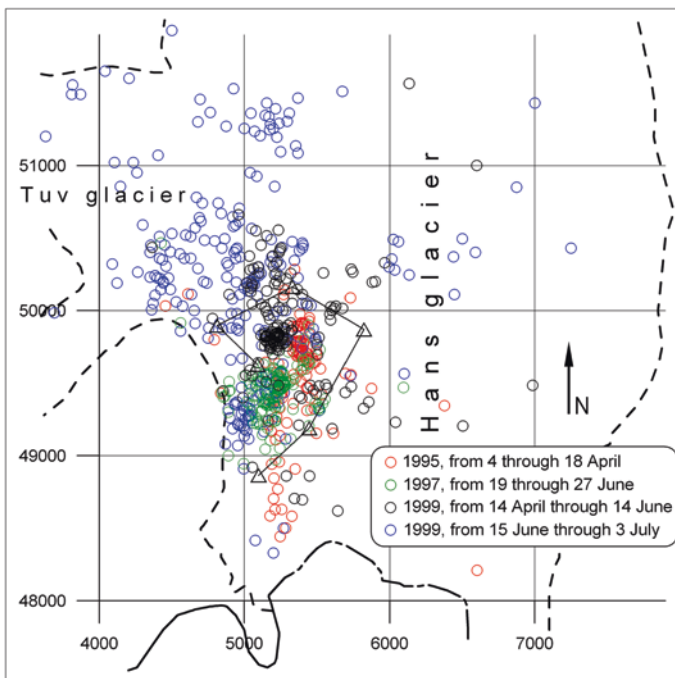 51000
Tuv glacier
Hans glacier
50000
N
49000
1995, from 4 through 18 April
1997, from 19 through 27 June
1999, from 14 April through 14 June
1999, from 15 June through 3 July
48000
4000 5000 6000 7000